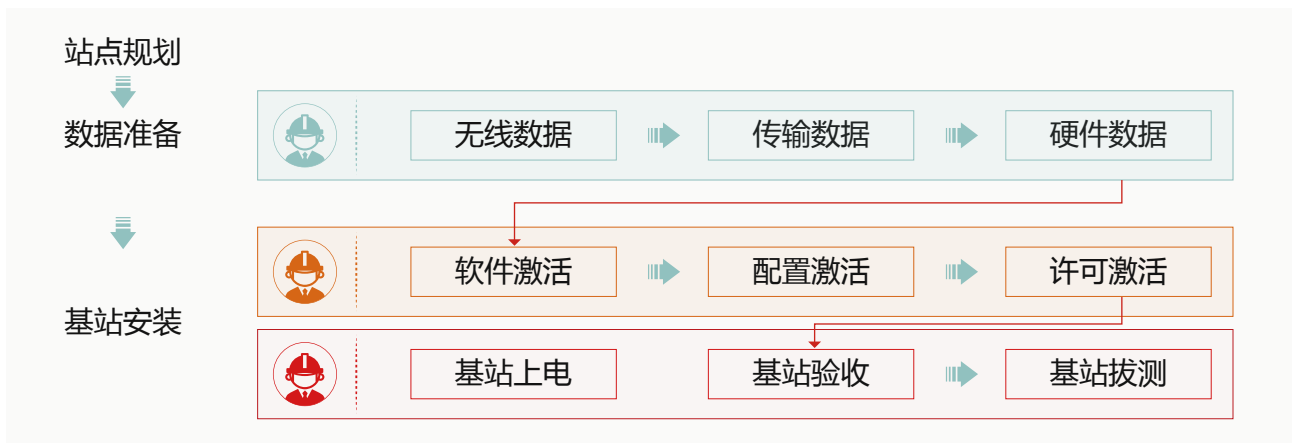 站点规划
数据准备
无线数据
传输数据
硬件数据
软件激活
配置激活
许可激活
基站安装
基站上电
基站验收
基站拔测